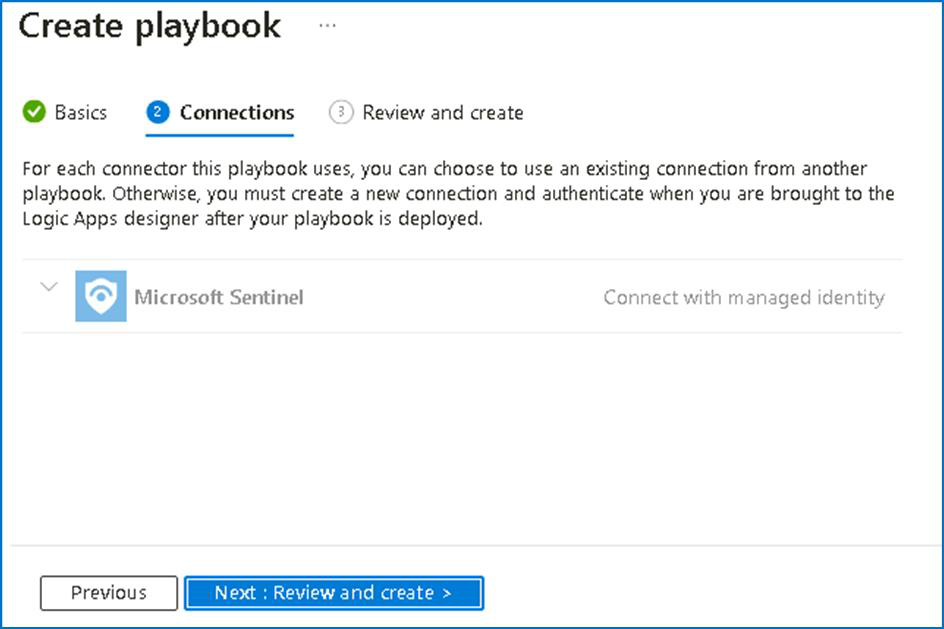 Create playbook ...
Basics 2 Connections 3 Review and create
For each connector this playbook uses, you can choose to use an existing connection from another
playbook. Otherwise, you must create a new connection and authenticate when you are brought to the
Logic Apps designer after your playbook is deployed.
Microsoft Sentinel Connect with managed identity
Previous Next : Review and create >